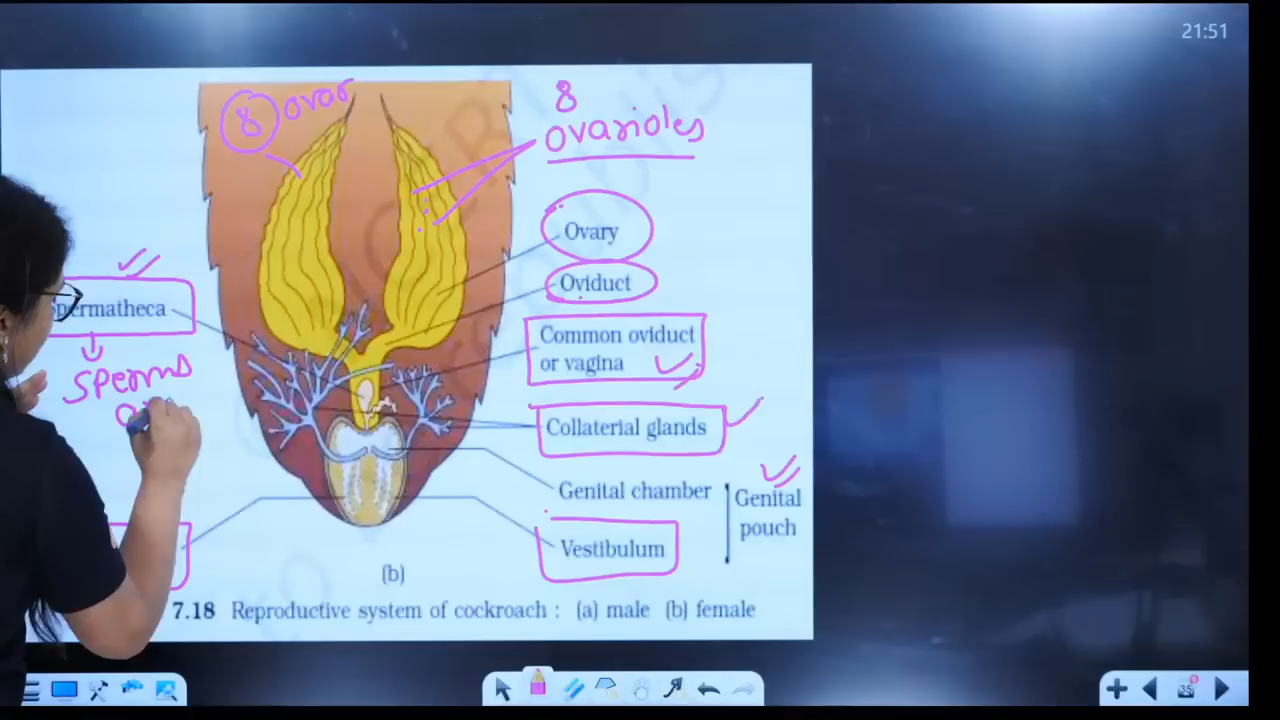 21:51
8 ovar
8
ovarioles
Ovary
Oviduct
Common oviduct
or vagina
Collaterial glands
Genital chamber
Genital
pouch
Vestibulum
permatheca
Sperms
(b)
7.18 Reproductive system of cockroach : (a) male (b) female
35